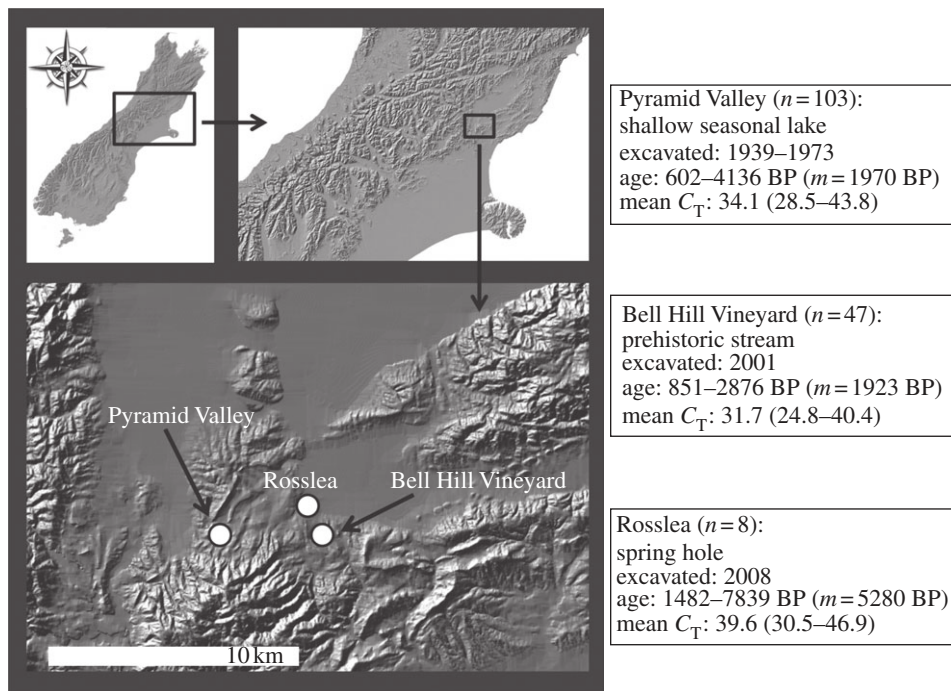 Pyramid Valley (n = 103):
shallow seasonal lake
excavated: 1939–1973
age: 602–4136 BP (m = 1970 BP)
mean C_T: 34.1 (28.5–43.8)
Bell Hill Vineyard (n = 47):
prehistoric stream
excavated: 2001
age: 851–2876 BP (m = 1923 BP)
mean C_T: 31.7 (24.8–40.4)
Rosslea (n = 8):
spring hole
excavated: 2008
age: 1482–7839 BP (m = 5280 BP)
mean C_T: 39.6 (30.5–46.9)
Pyramid Valley
Rosslea
Bell Hill Vineyard
10 km